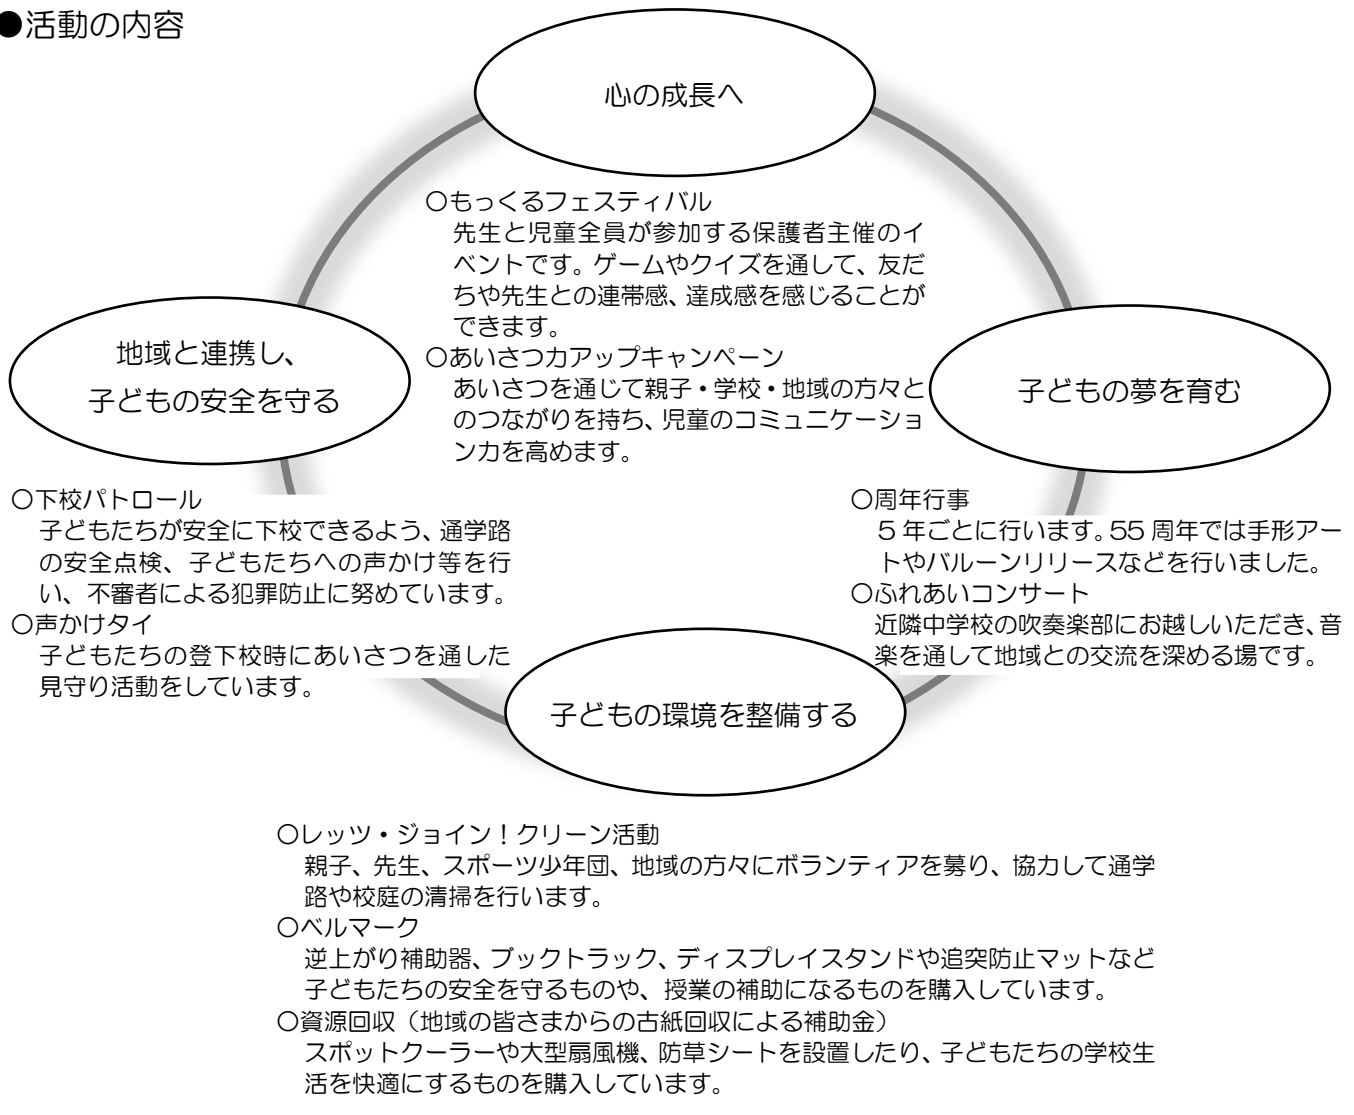 ●活動の内容
心の成長へ
○もっくるフェスティバル
先生と児童全員が参加する保護者主催のイ
ベントです。ゲームやクイズを通して、友だ
ちや先生との連帯感、達成感を感じることが
できます。
○あいさつ力アップキャンペーン
あいさつを通じて親子・学校・地域の方々と
のつながりを持ち、児童のコミュニケーショ
ン力を高めます。
地域と連携し、
子どもの安全を守る
○下校パトロール
子どもたちが安全に下校できるよう、通学路
の安全点検、子どもたちへの声かけ等を行
い、不審者による犯罪防止に努めています。
○声かけタイ
子どもたちの登下校時にあいさつを通した
見守り活動をしています。
子どもの夢を育む
○周年行事
5年ごとに行います。55周年では手形アー
トやバルーンリリースなどを行いました。
○ふれあいコンサート
近隣中学校の吹奏楽部にお越しいただき、音
楽を通して地域との交流を深める場です。
子どもの環境を整備する
○レッツ・ジョイン!クリーン活動
親子、先生、スポーツ少年団、地域の方々にボランティアを募り、協力して通学
路や校庭の清掃を行います。
○ベルマーク
逆上がり補助器、ブックトラック、ディスプレイスタンドや追突防止マットなど
子どもたちの安全を守るものや、授業の補助になるものを購入しています。
○資源回収(地域の皆さまからの古紙回収による補助金)
スポットクーラーや大型扇風機、防草シートを設置したり、子どもたちの学校生
活を快適にするものを購入しています。